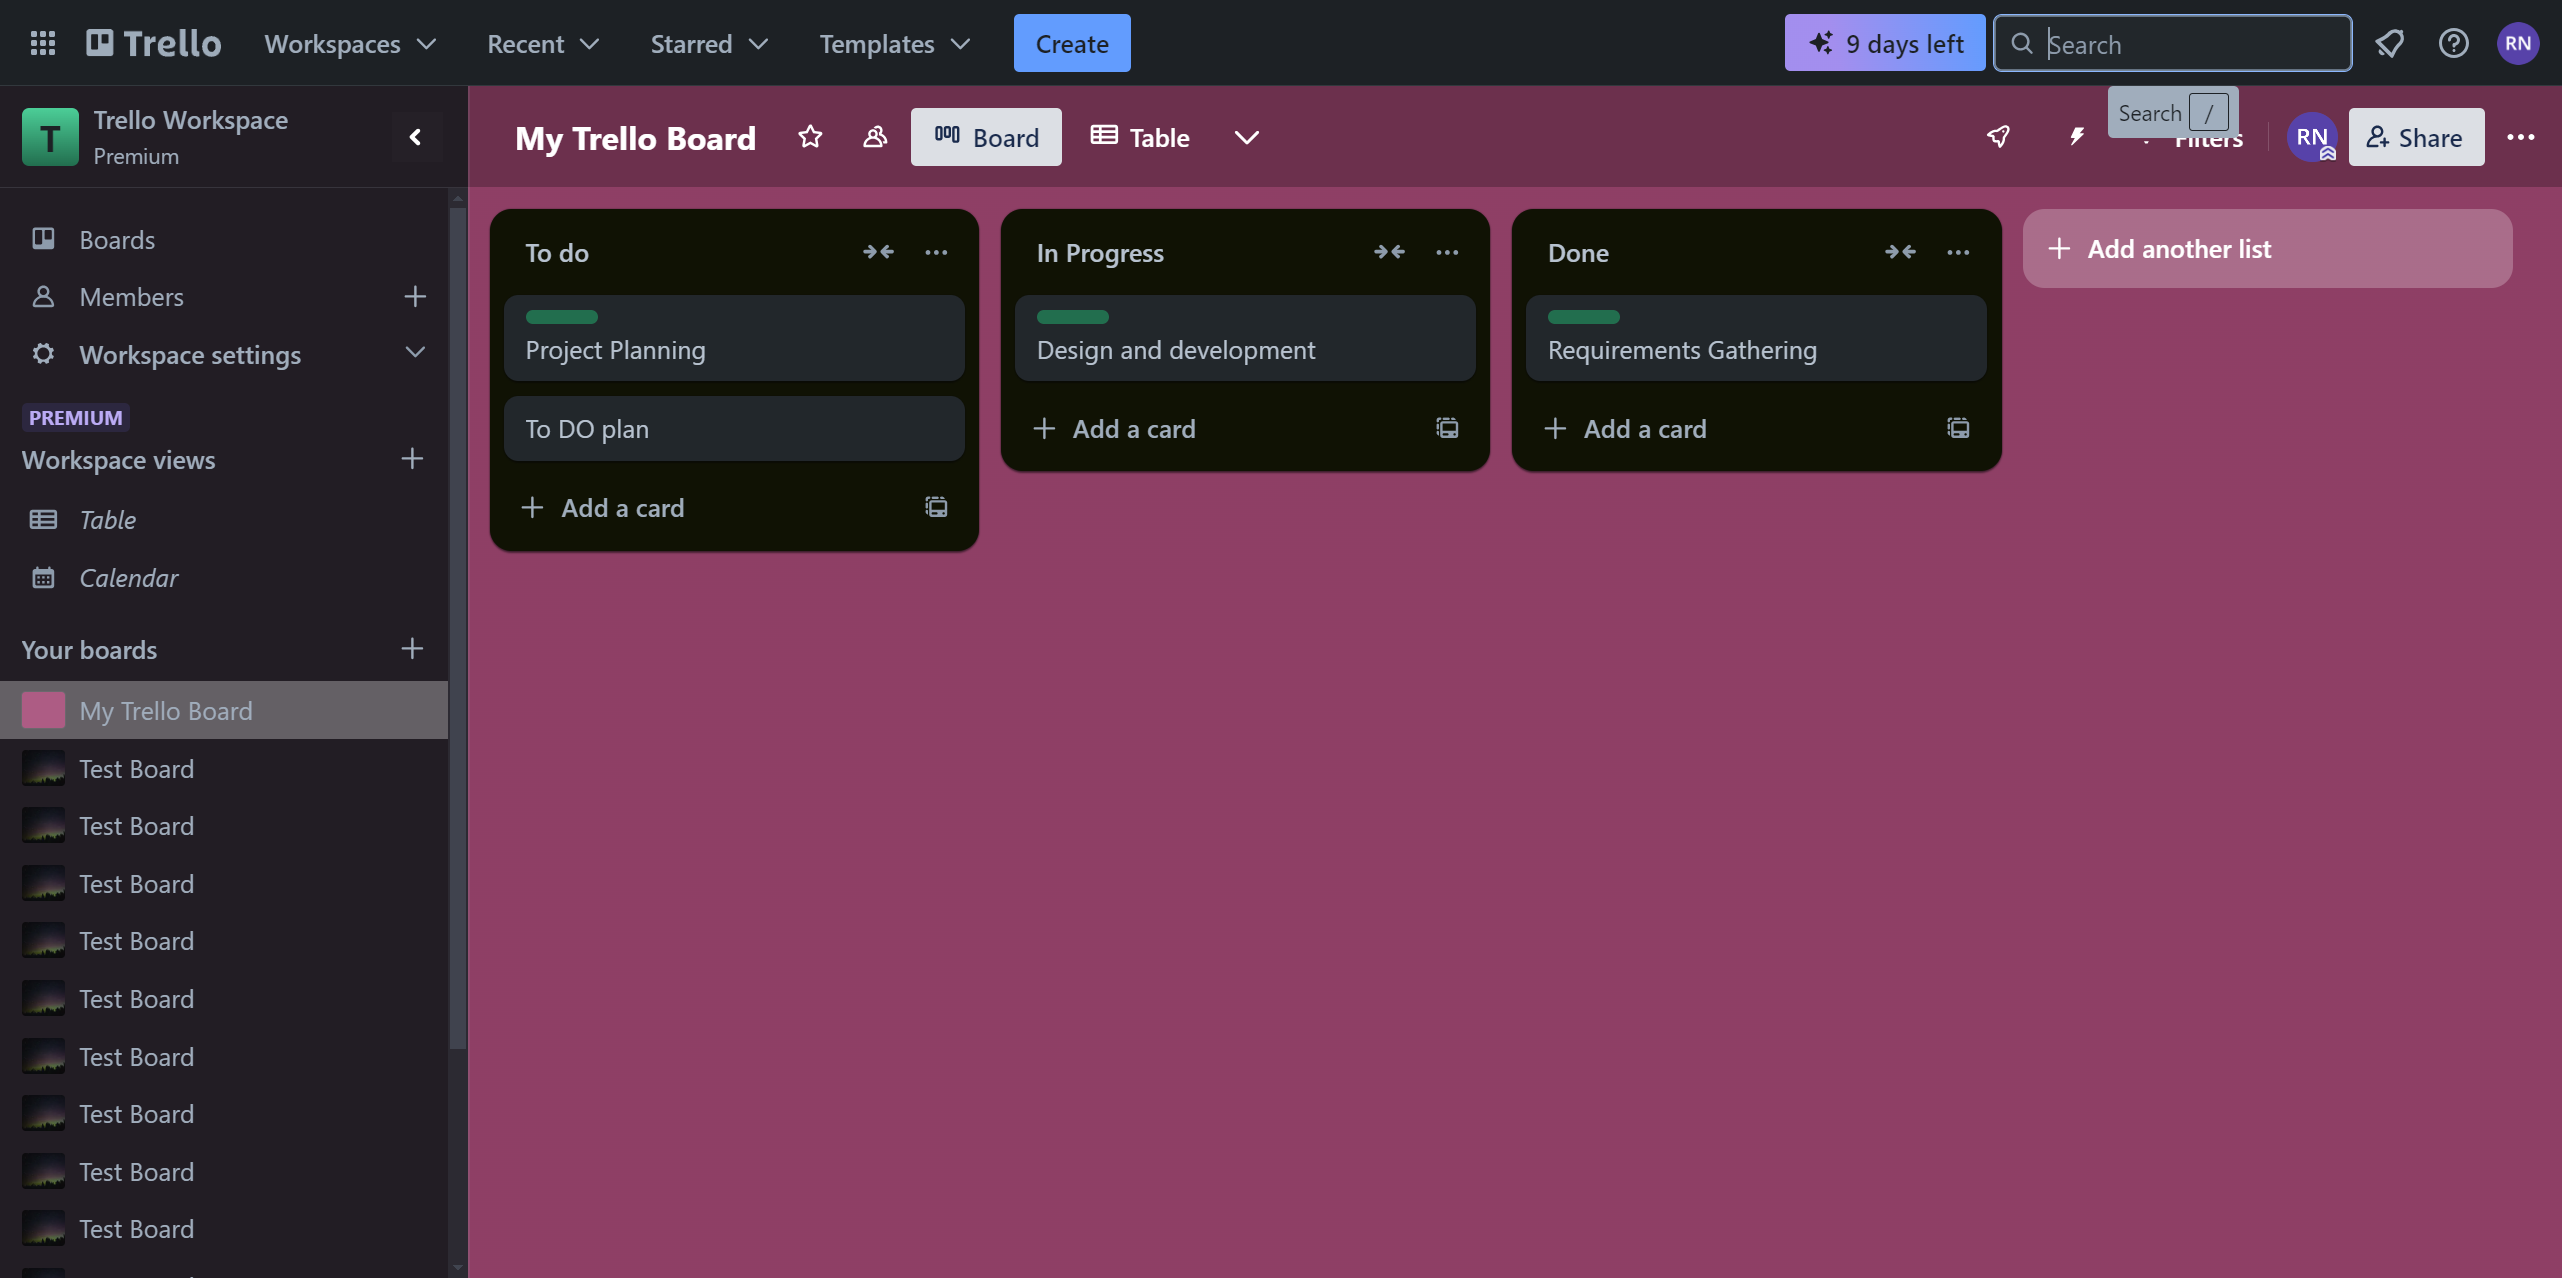 Trello
Workspaces
Recent
Starred
Templates
Create
9 days left
Search
RN
Trello Workspace
Premium
T
My Trello Board
Board
Table
Search /
Filters
RN
Share
Boards
Members
Workspace settings
PREMIUM
Workspace views
Table
Calendar
Your boards
My Trello Board
Test Board
Test Board
Test Board
Test Board
Test Board
Test Board
Test Board
Test Board
Test Board
To do
Project Planning
To DO plan
Add a card
In Progress
Design and development
Add a card
Done
Requirements Gathering
Add a card
Add another list